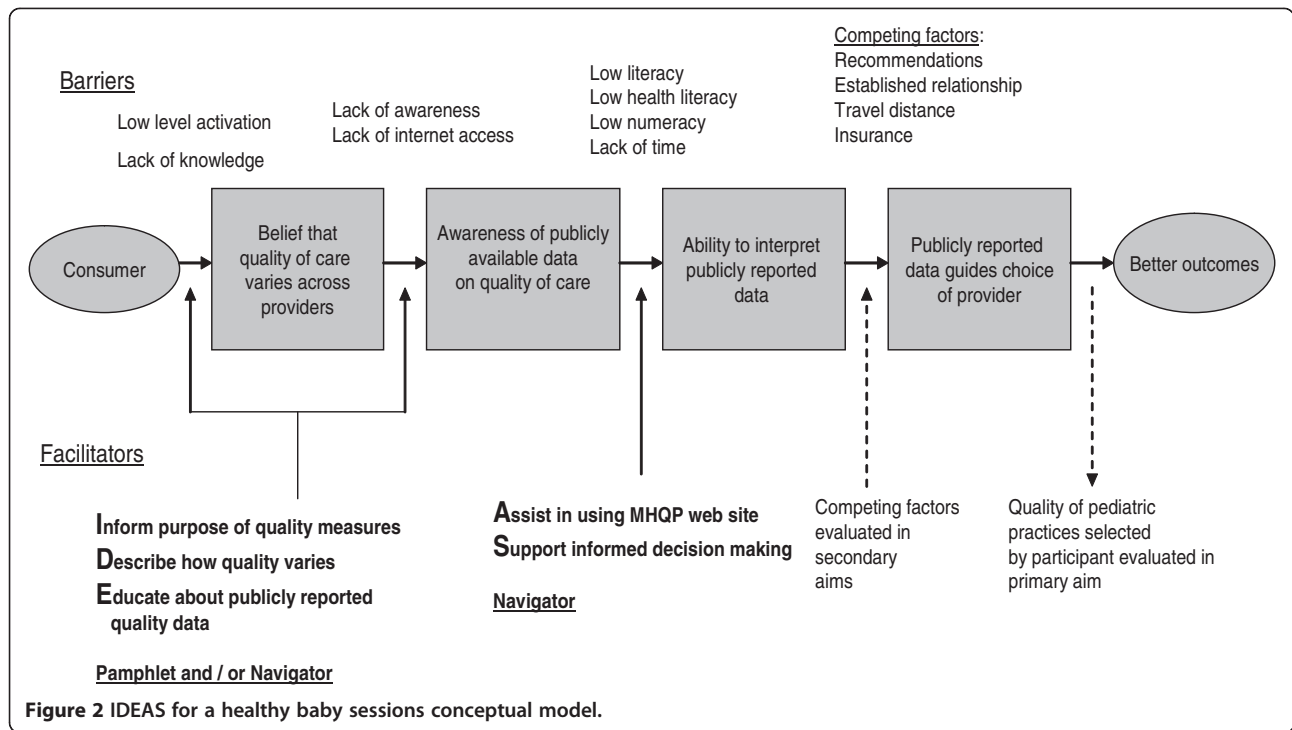 Barriers
Low level activation
Lack of knowledge
Lack of awareness
Lack of internet access
Low literacy
Low health literacy
Low numeracy
Lack of time
Competing factors:
Recommendations
Established relationship
Travel distance
Insurance
Consumer
Belief that
quality of care
varies across
providers
Awareness of publicly
available data
on quality of care
Ability to interpret
publicly reported
data
Publicly reported
data guides choice
of provider
Better outcomes
Facilitators
Inform purpose of quality measures
Describe how quality varies
Educate about publicly reported
quality data
Pamphlet and / or Navigator
Assist in using MHQP web site
Support informed decision making
Navigator
Competing factors
evaluated in
secondary
aims
Quality of pediatric
practices selected
by participant evaluated in
primary aim
Figure 2 IDEAS for a healthy baby sessions conceptual model.